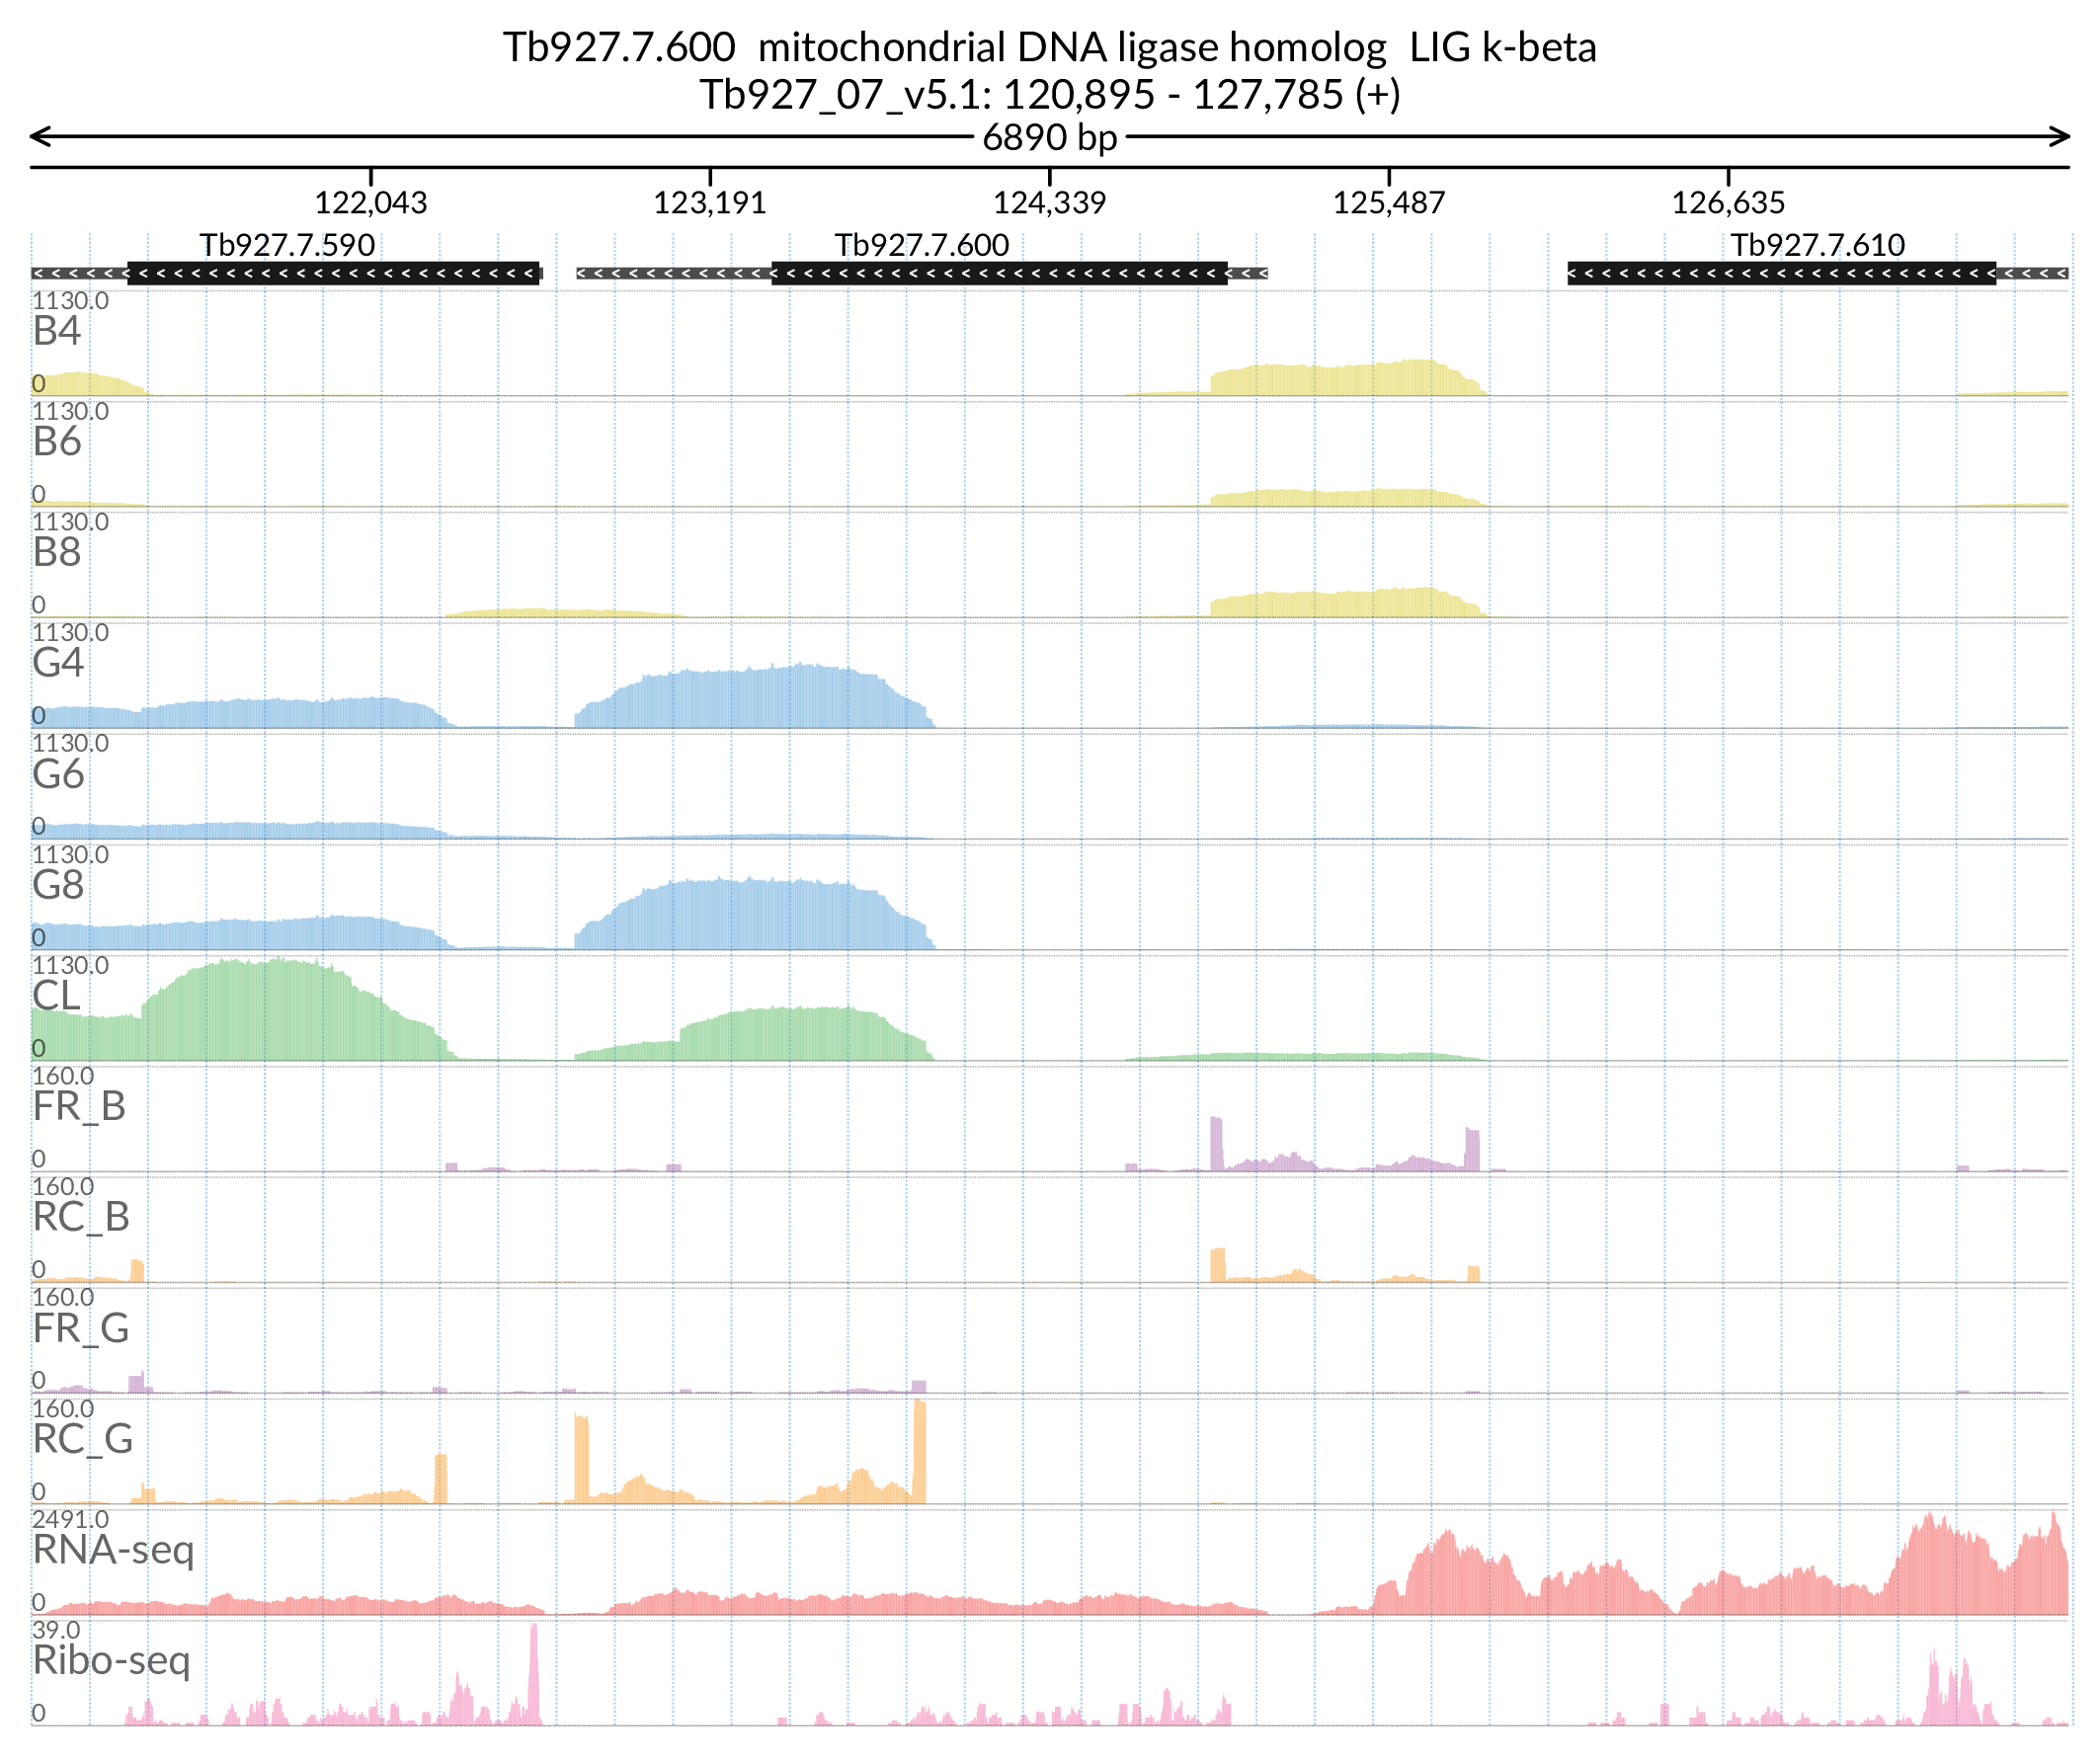 Tb927.7.600  mitochondrial DNA ligase homolog  LIG k-beta
Tb927_07_v5.1: 120,895 - 127,785 (+)
6890 bp
122,043 123,191 124,339 125,487 126,635
Tb927.7.590 Tb927.7.600 Tb927.7.610
1130.0
B4
0
1130.0
B6
0
1130.0
B8
0
1130.0
G4
0
1130.0
G6
0
1130.0
G8
0
1130.0
CL
0
160.0
FR_B
0
160.0
RC_B
0
160.0
FR_G
0
160.0
RC_G
0
2491.0
RNA-seq
0
39.0
Ribo-seq
0